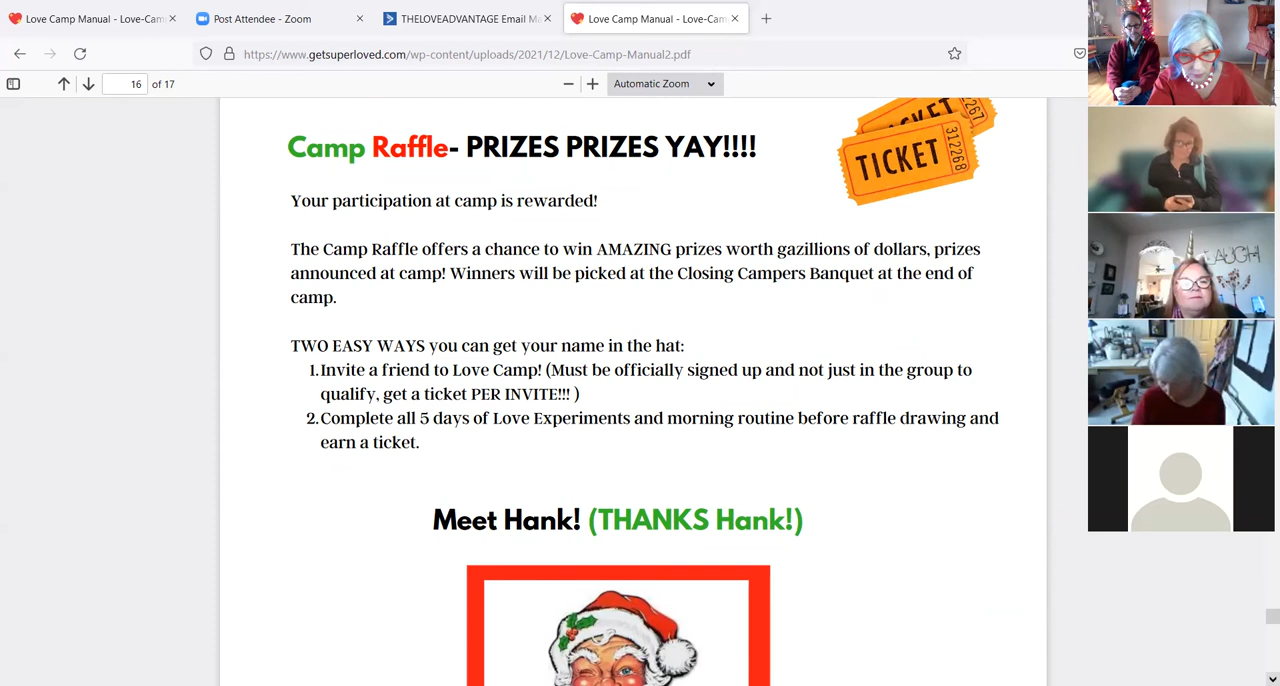 Love Camp Manual - Love-Cam
Post Attendee - Zoom
THELOVEADVANTAGE Email Ma
Love Camp Manual - Love-Cam
https://www.getsuperloved.com/wp-content/uploads/2021/12/Love-Camp-Manual2.pdf
16 of 17
Automatic Zoom
TICKET
TICKET 312268
Camp Raffle- PRIZES PRIZES YAY!!!!
Your participation at camp is rewarded!
The Camp Raffle offers a chance to win AMAZING prizes worth gazillions of dollars, prizes
announced at camp! Winners will be picked at the Closing Campers Banquet at the end of
camp.
TWO EASY WAYS you can get your name in the hat:
1. Invite a friend to Love Camp! (Must be officially signed up and not just in the group to
qualify, get a ticket PER INVITE!!! )
2. Complete all 5 days of Love Experiments and morning routine before raffle drawing and
earn a ticket.
Meet Hank! (THANKS Hank!)